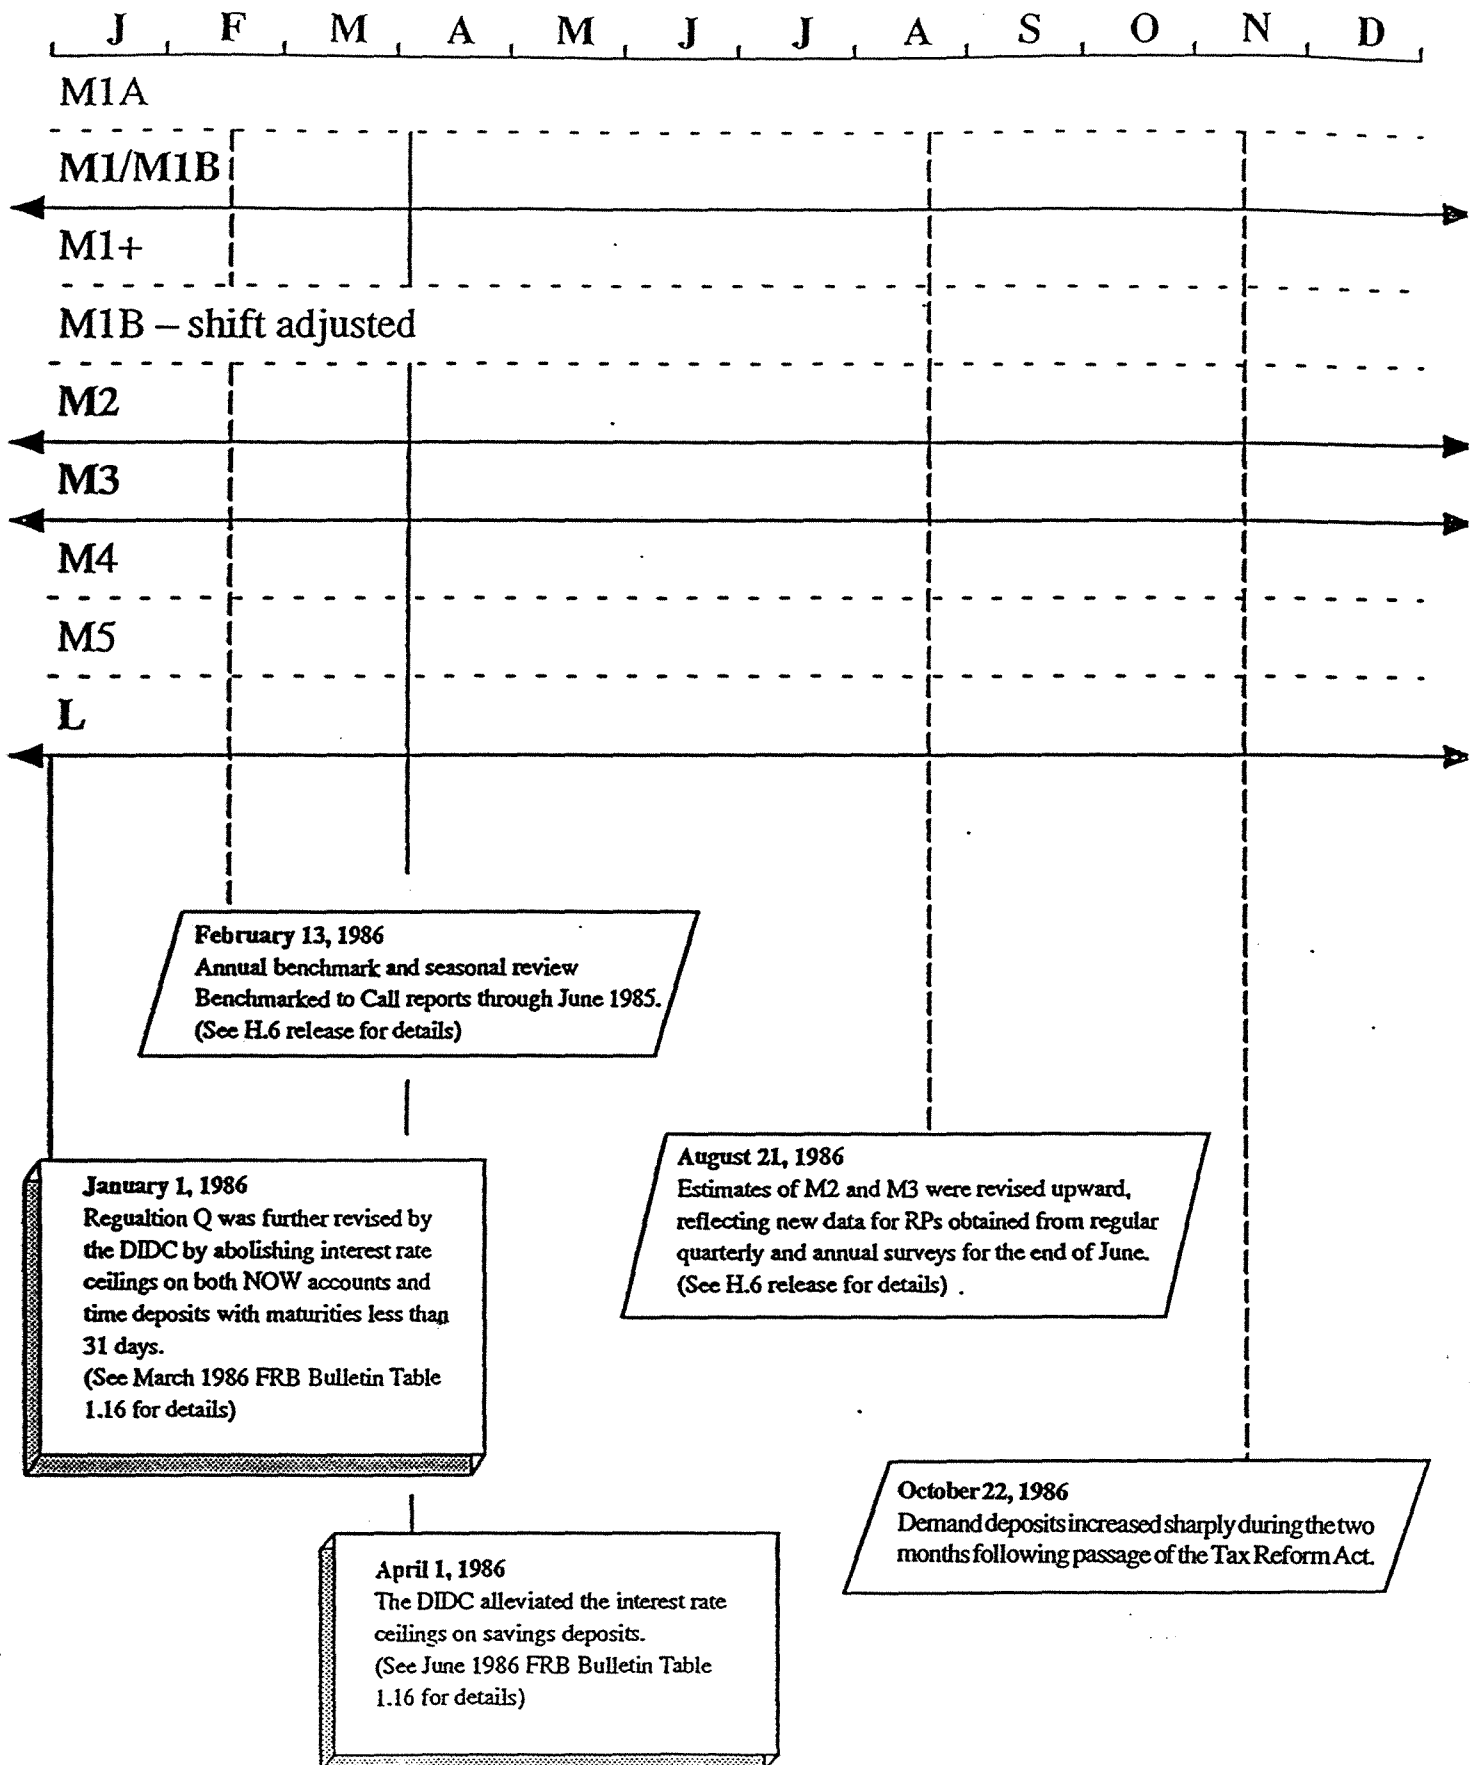 J F M A M J J A S O N D
M1A
M1/M1B
M1+
M1B – shift adjusted
M2
M3
M4
M5
L
February 13, 1986
Annual benchmark and seasonal review
Benchmarked to Call reports through June 1985.
(See H.6 release for details)
January 1, 1986
Regualtion Q was further revised by
the DIDC by abolishing interest rate
ceilings on both NOW accounts and
time deposits with maturities less than
31 days.
(See March 1986 FRB Bulletin Table
1.16 for details)
August 21, 1986
Estimates of M2 and M3 were revised upward,
reflecting new data for RPs obtained from regular
quarterly and annual surveys for the end of June.
(See H.6 release for details) .
October 22, 1986
Demand deposits increased sharply during the two
months following passage of the Tax Reform Act.
April 1, 1986
The DIDC alleviated the interest rate
ceilings on savings deposits.
(See June 1986 FRB Bulletin Table
1.16 for details)